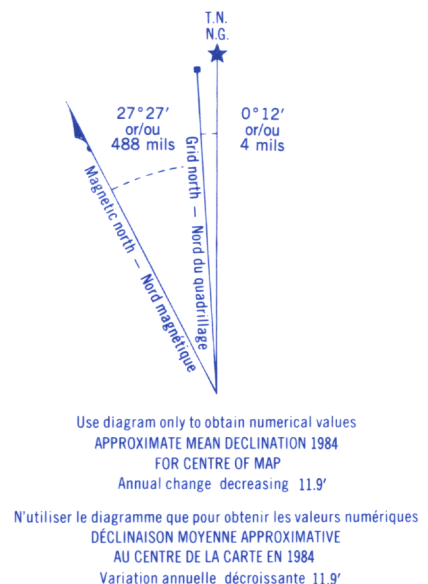 T.N.
N.G.
27°27′
or/ou
488 mils
0°12′
or/ou
4 mils
Grid north – Nord du quadrillage
Magnetic north – Nord magnétique
Use diagram only to obtain numerical values
APPROXIMATE MEAN DECLINATION 1984
FOR CENTRE OF MAP
Annual change decreasing 11.9′
N'utiliser le diagramme que pour obtenir les valeurs numériques
DÉCLINAISON MOYENNE APPROXIMATIVE
AU CENTRE DE LA CARTE EN 1984
Variation annuelle décroissante 11.9′